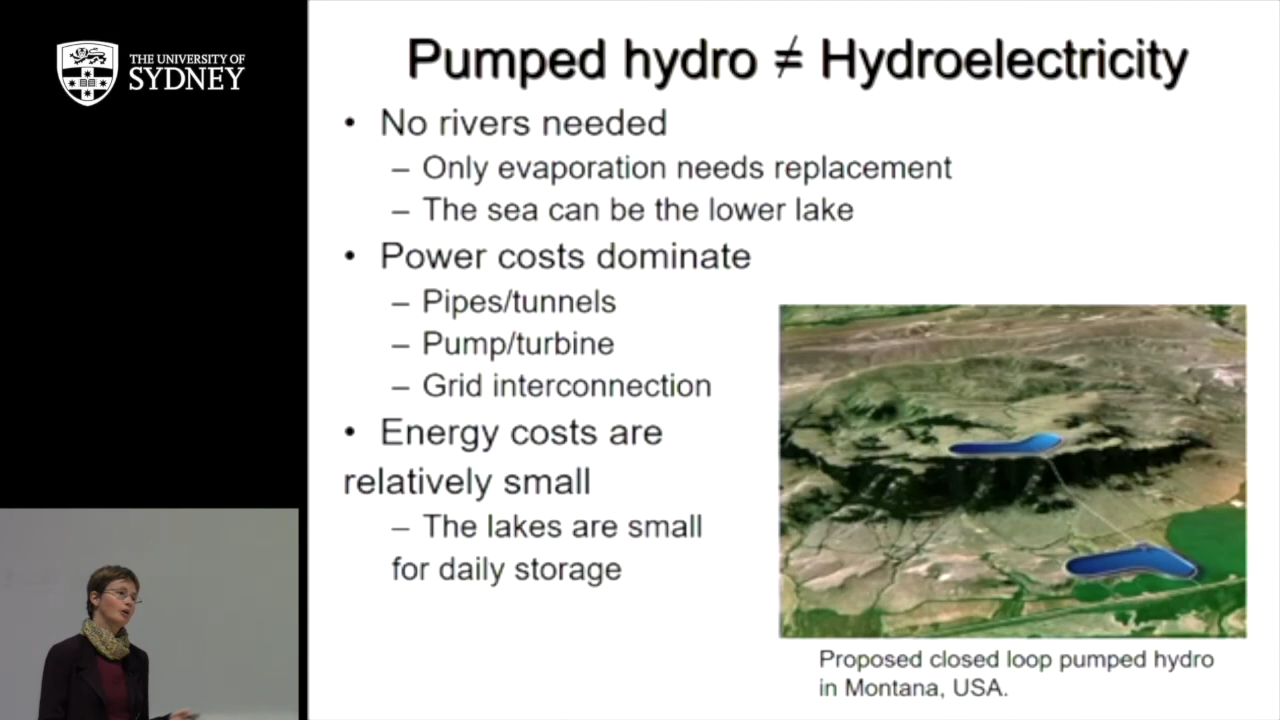 THE UNIVERSITY OF
SYDNEY
Pumped hydro ≠ Hydroelectricity
• No rivers needed
– Only evaporation needs replacement
– The sea can be the lower lake
• Power costs dominate
– Pipes/tunnels
– Pump/turbine
– Grid interconnection
• Energy costs are
relatively small
– The lakes are small
for daily storage
Proposed closed loop pumped hydro
in Montana, USA.